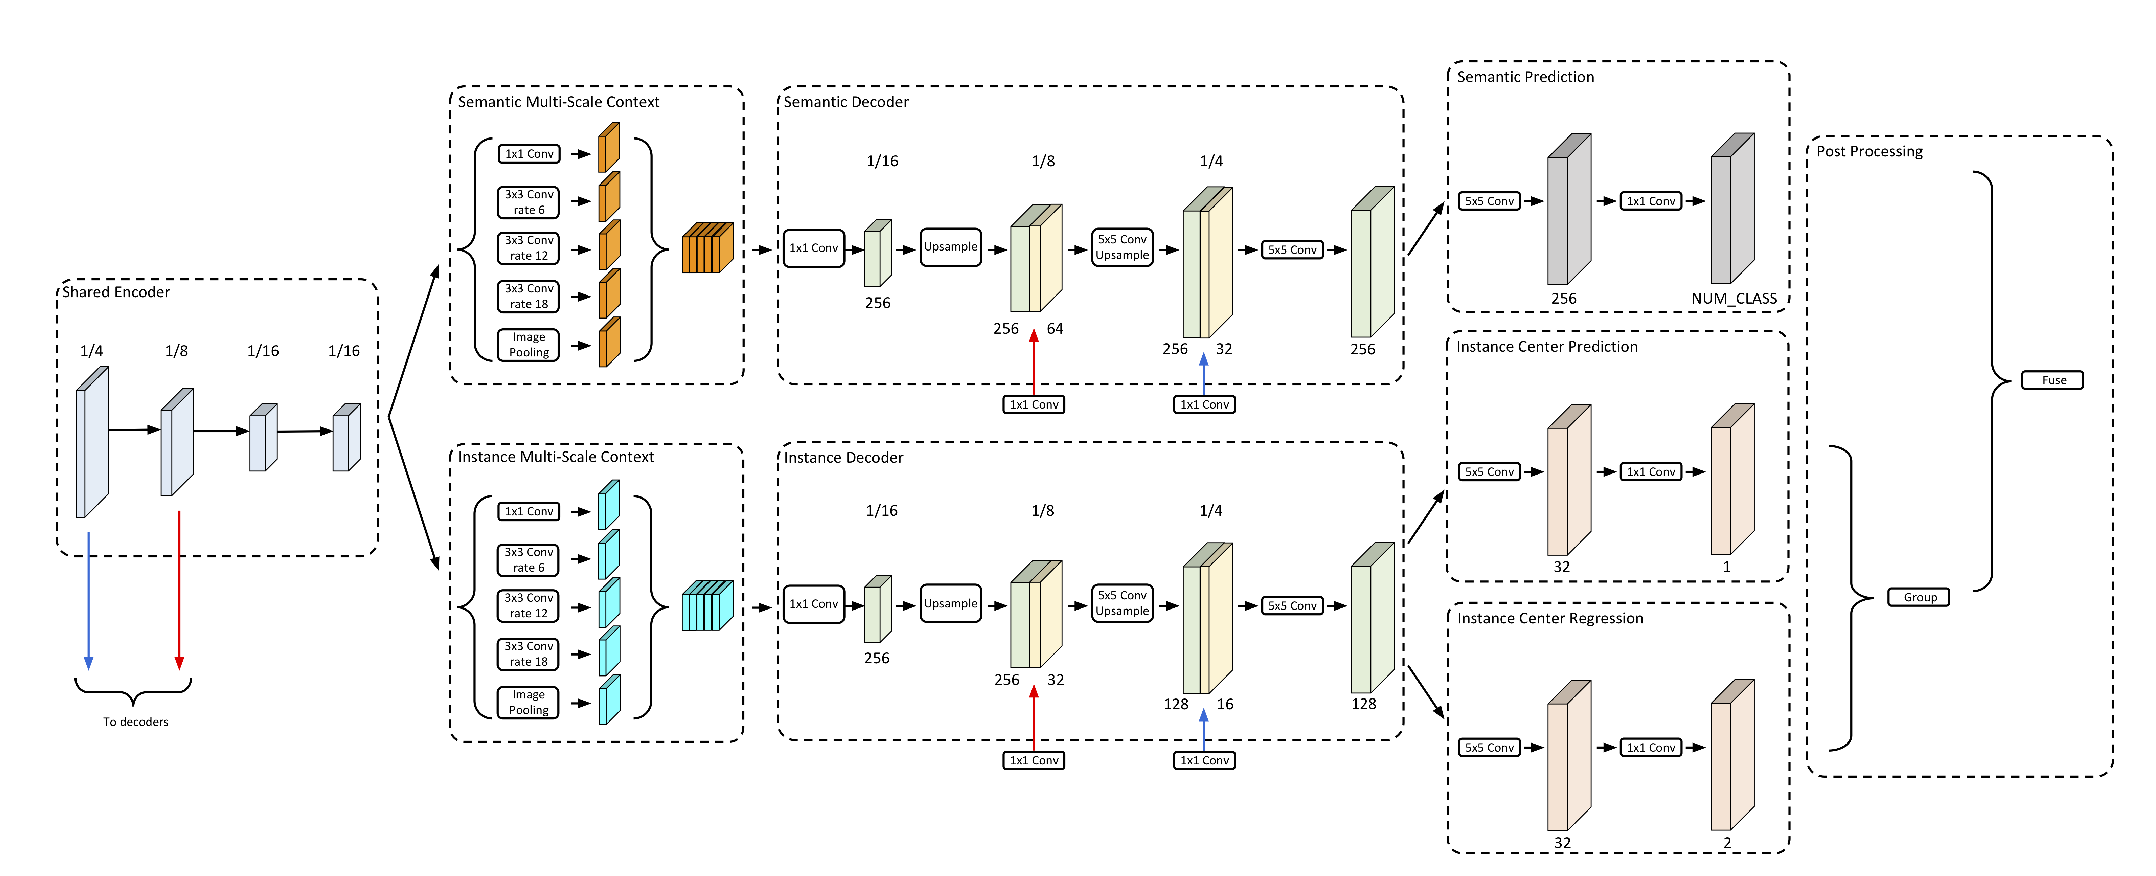 Shared Encoder
1/4
1/8
1/16
1/16
To decoders
Semantic Multi-Scale Context
1x1 Conv
3x3 Conv
rate 6
3x3 Conv
rate 12
3x3 Conv
rate 18
Image
Pooling
Semantic Decoder
1/16
1/8
1/4
1x1 Conv
256
Upsample
256 64
5x5 Conv
Upsample
256 32
5x5 Conv
256
1x1 Conv
1x1 Conv
Instance Multi-Scale Context
1x1 Conv
3x3 Conv
rate 6
3x3 Conv
rate 12
3x3 Conv
rate 18
Image
Pooling
Instance Decoder
1/16
1/8
1/4
1x1 Conv
256
Upsample
256 32
5x5 Conv
Upsample
128 16
5x5 Conv
128
1x1 Conv
1x1 Conv
Semantic Prediction
5x5 Conv
256
1x1 Conv
NUM_CLASS
Instance Center Prediction
5x5 Conv
32
1x1 Conv
1
Instance Center Regression
5x5 Conv
32
1x1 Conv
2
Post Processing
Group
Fuse